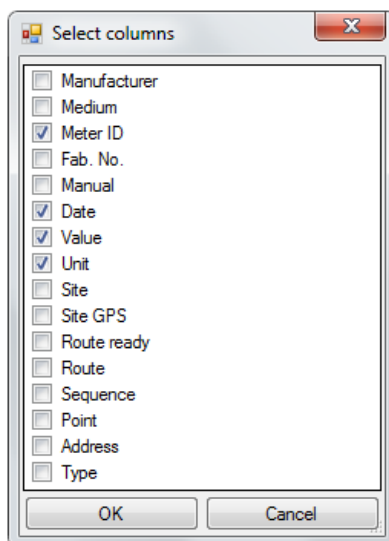 Select columns
Manufacturer
Medium
Meter ID
Fab. No.
Manual
Date
Value
Unit
Site
Site GPS
Route ready
Route
Sequence
Point
Address
Type
OK Cancel